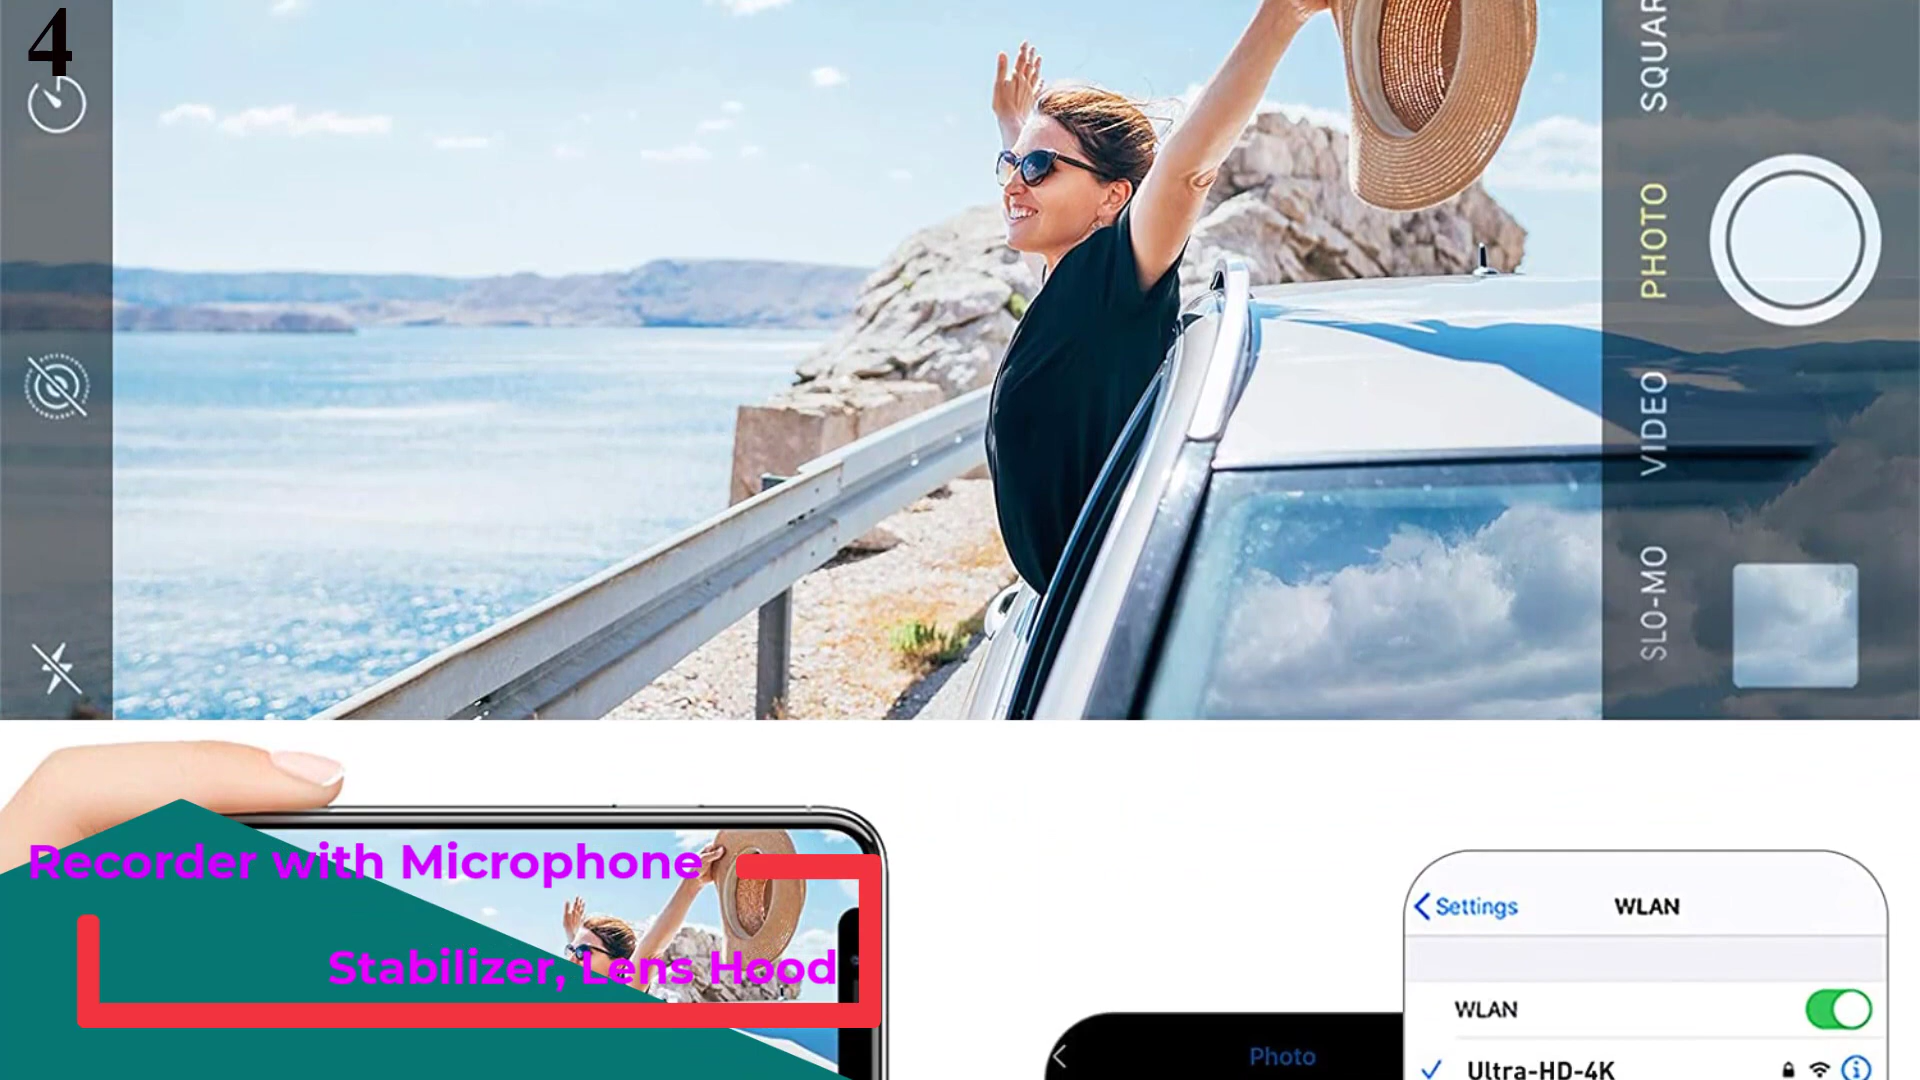 4
SQUAR
PHOTO
VIDEO
SLO-MO
Recorder with Microphone
Stabilizer, Lens Hood
Settings
WLAN
WLAN
Photo
Ultra-HD-4K